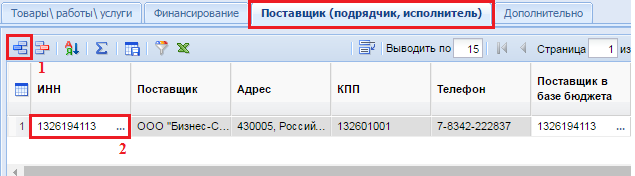 Товары\ работы\ услуги Финансирование Поставщик (подрядчик, исполнитель) Дополнительно
Выводить по 15 Страница 1 из
1
ИНН Поставщик Адрес КПП Телефон Поставщик в базе бюджета
1 1326194113 ... ООО "Бизнес-С... 430005, Россий... 132601001 7-8342-222837 1326194113 ...
2